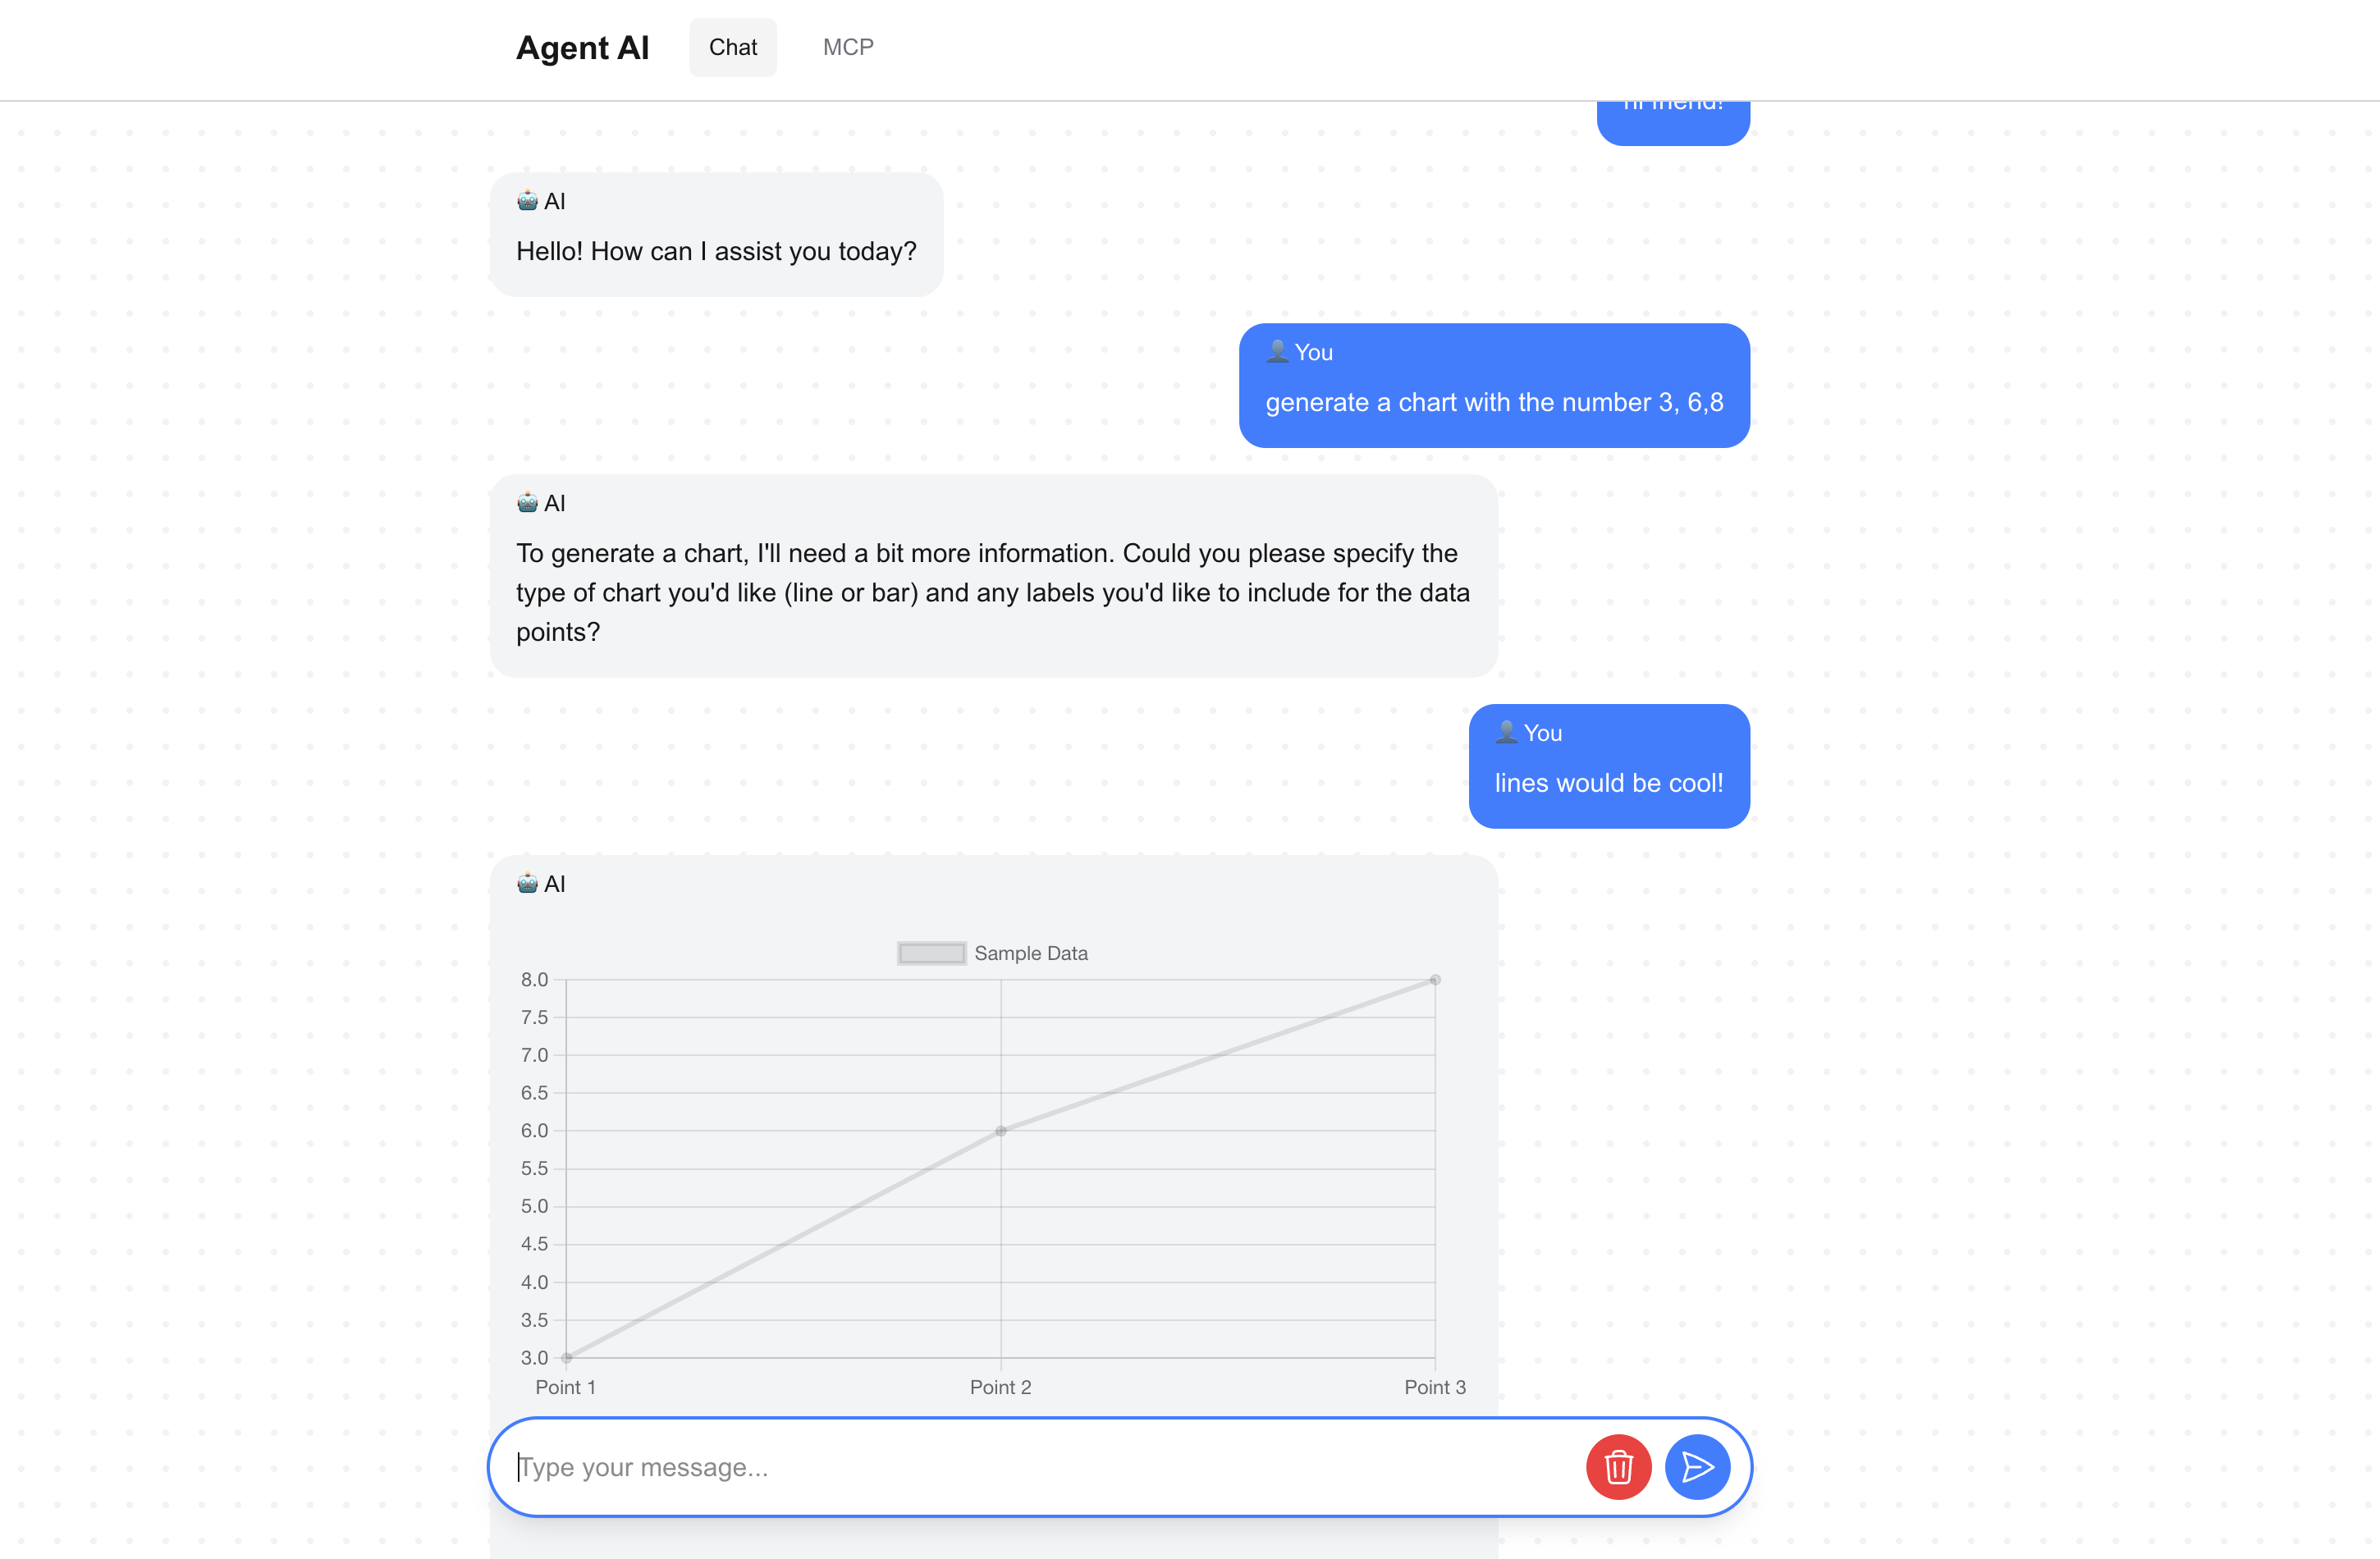 Agent AI Chat MCP
hi friend!
AI
Hello! How can I assist you today?
You
generate a chart with the number 3, 6,8
AI
To generate a chart, I'll need a bit more information. Could you please specify the
type of chart you'd like (line or bar) and any labels you'd like to include for the data
points?
You
lines would be cool!
AI
Sample Data
8.0
7.5
7.0
6.5
6.0
5.5
5.0
4.5
4.0
3.5
3.0
Point 1 Point 2 Point 3
Type your message...